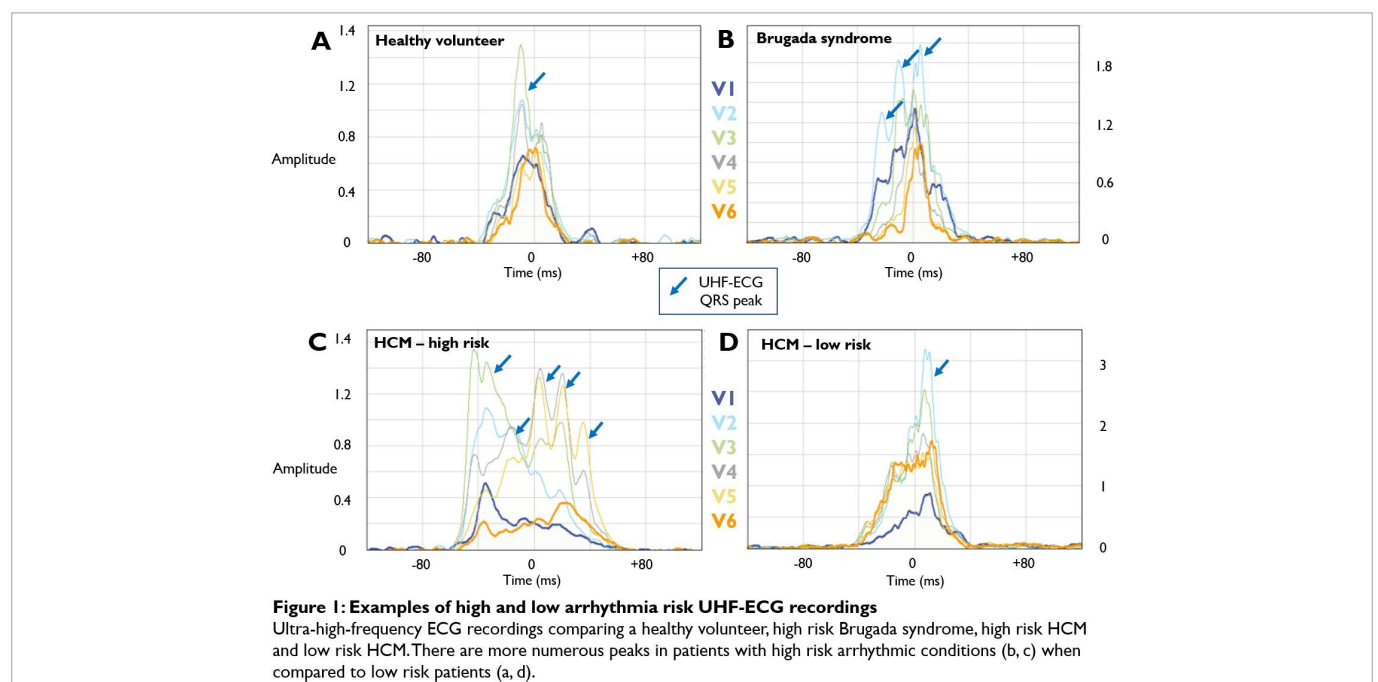 A
Healthy volunteer
1.4
1.2
0.8
0.4
0
Amplitude
-80
0
+80
Time (ms)
B
Brugada syndrome
V1
V2
V3
V4
V5
V6
1.8
1.2
0.6
0
-80
0
+80
Time (ms)
UHF-ECG
QRS peak
C
HCM – high risk
1.4
1.2
0.8
0.4
0
Amplitude
-80
0
+80
Time (ms)
D
HCM – low risk
V1
V2
V3
V4
V5
V6
3
2
1
0
-80
0
+80
Time (ms)
Figure 1: Examples of high and low arrhythmia risk UHF-ECG recordings
Ultra-high-frequency ECG recordings comparing a healthy volunteer, high risk Brugada syndrome, high risk HCM
and low risk HCM. There are more numerous peaks in patients with high risk arrhythmic conditions (b, c) when
compared to low risk patients (a, d).